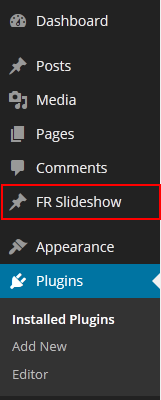 Dashboard
Posts
Media
Pages
Comments
FR Slideshow
Appearance
Plugins
Installed Plugins
Add New
Editor